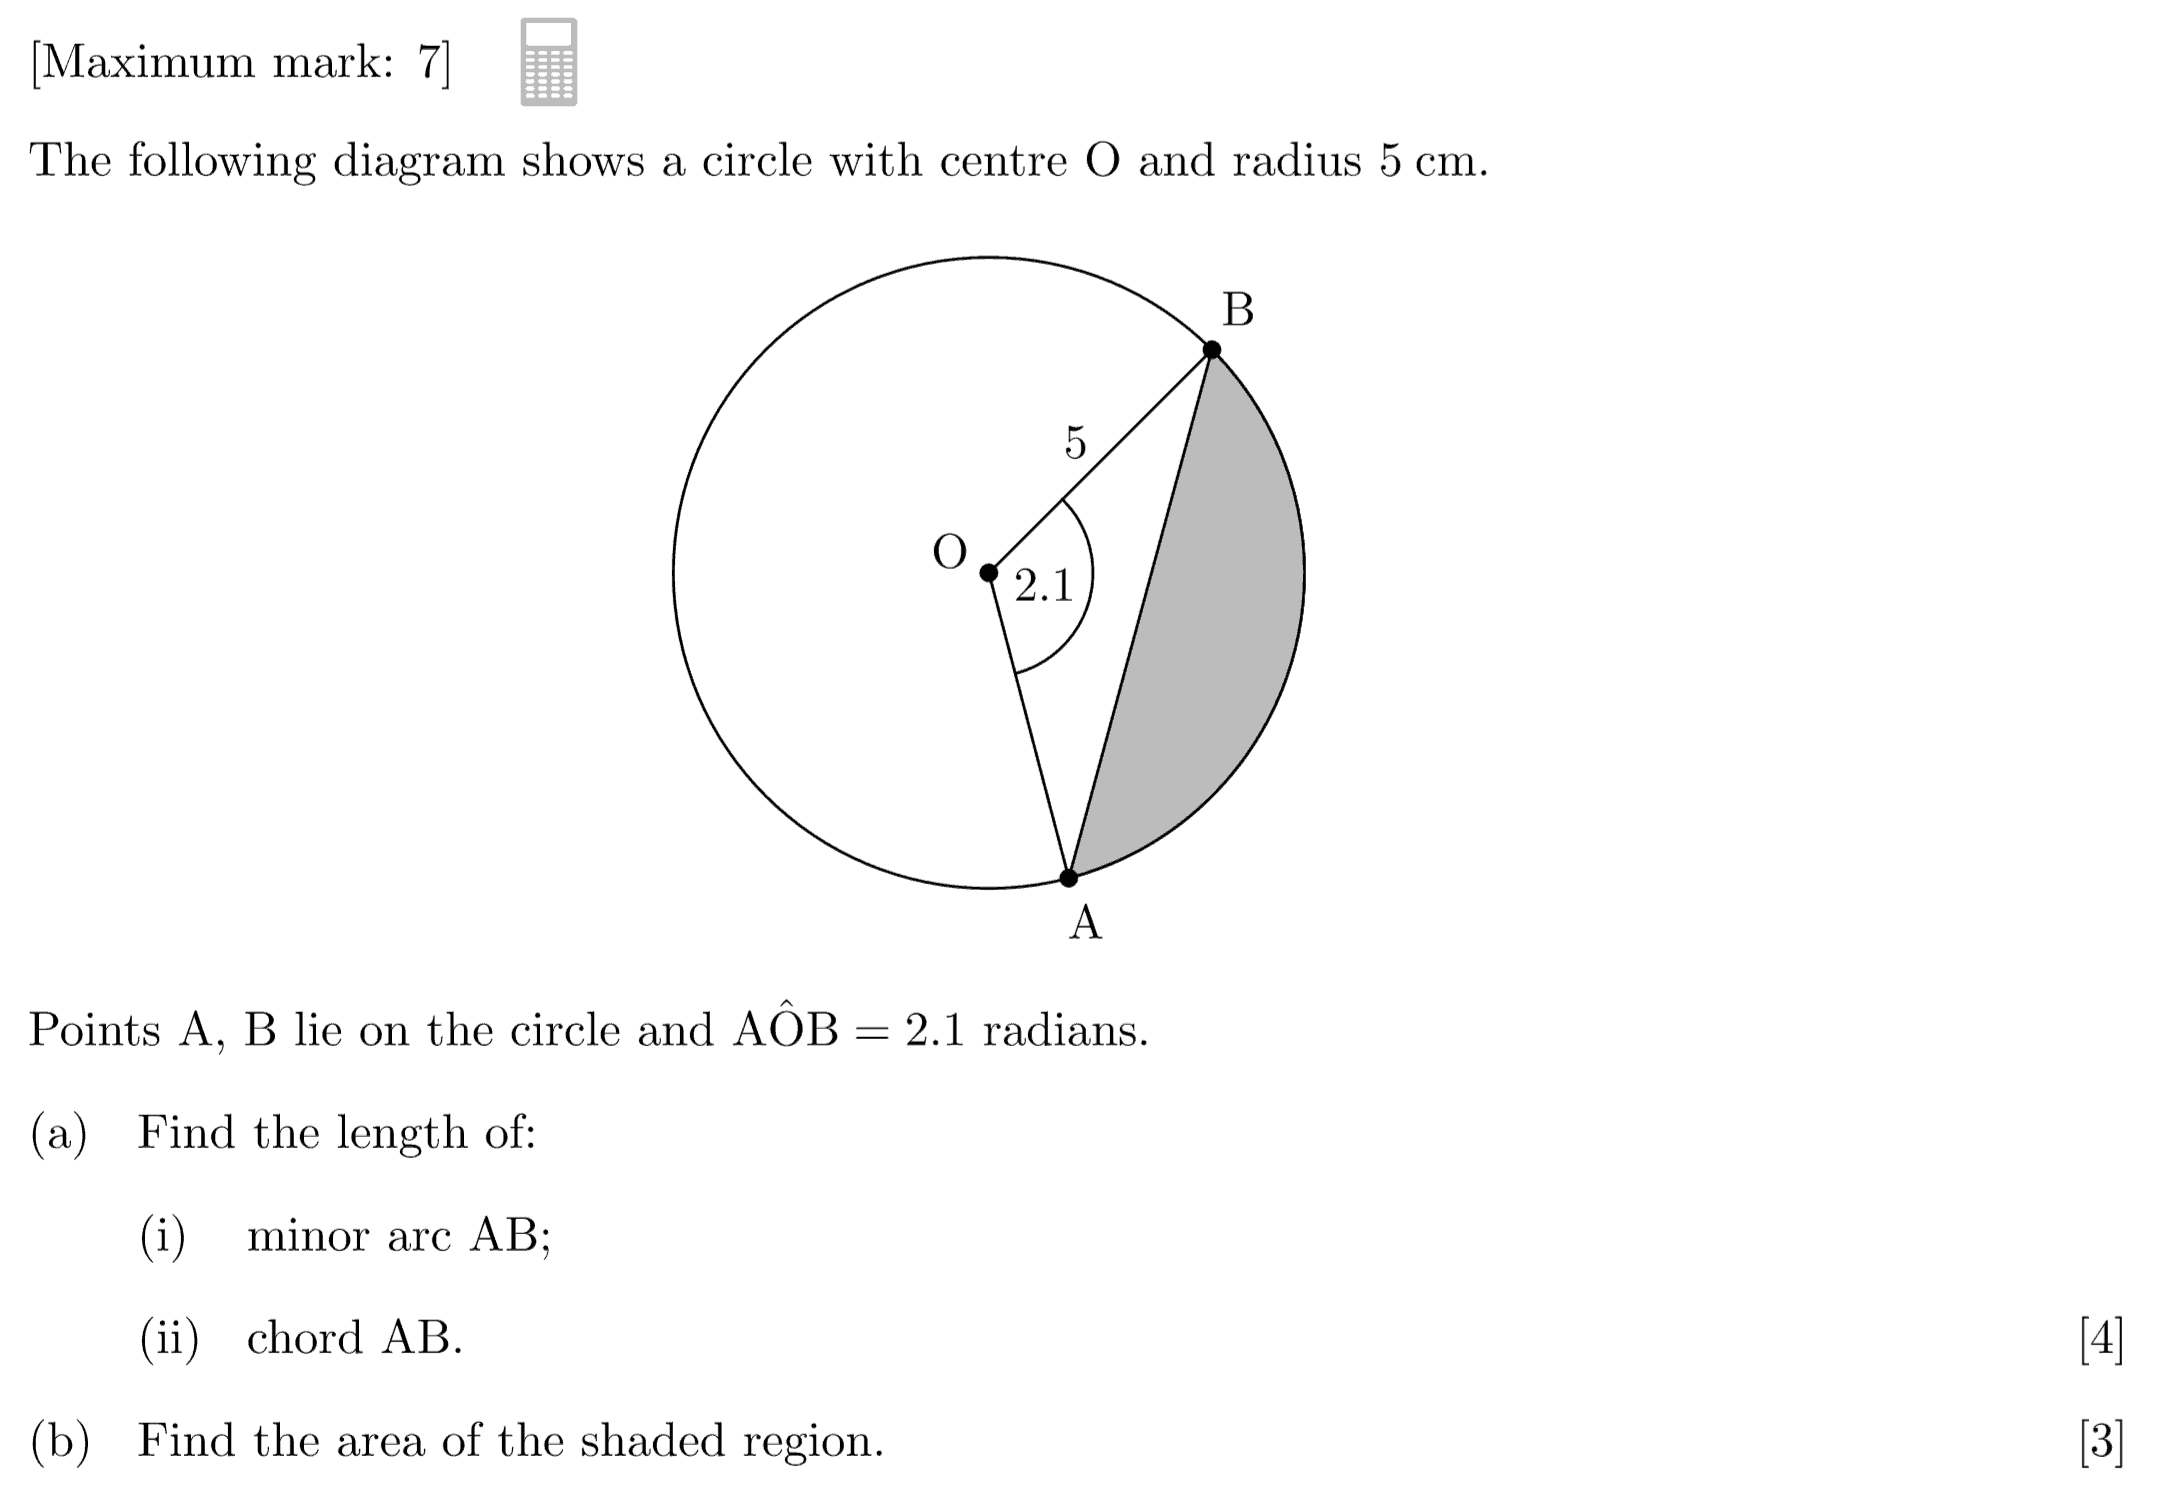 [Maximum mark: 7]
The following diagram shows a circle with centre O and radius 5 cm.
B
5
O
2.1
A
Points A, B lie on the circle and AÔB = 2.1 radians.
(a) Find the length of:
(i) minor arc AB;
(ii) chord AB. [4]
(b) Find the area of the shaded region. [3]